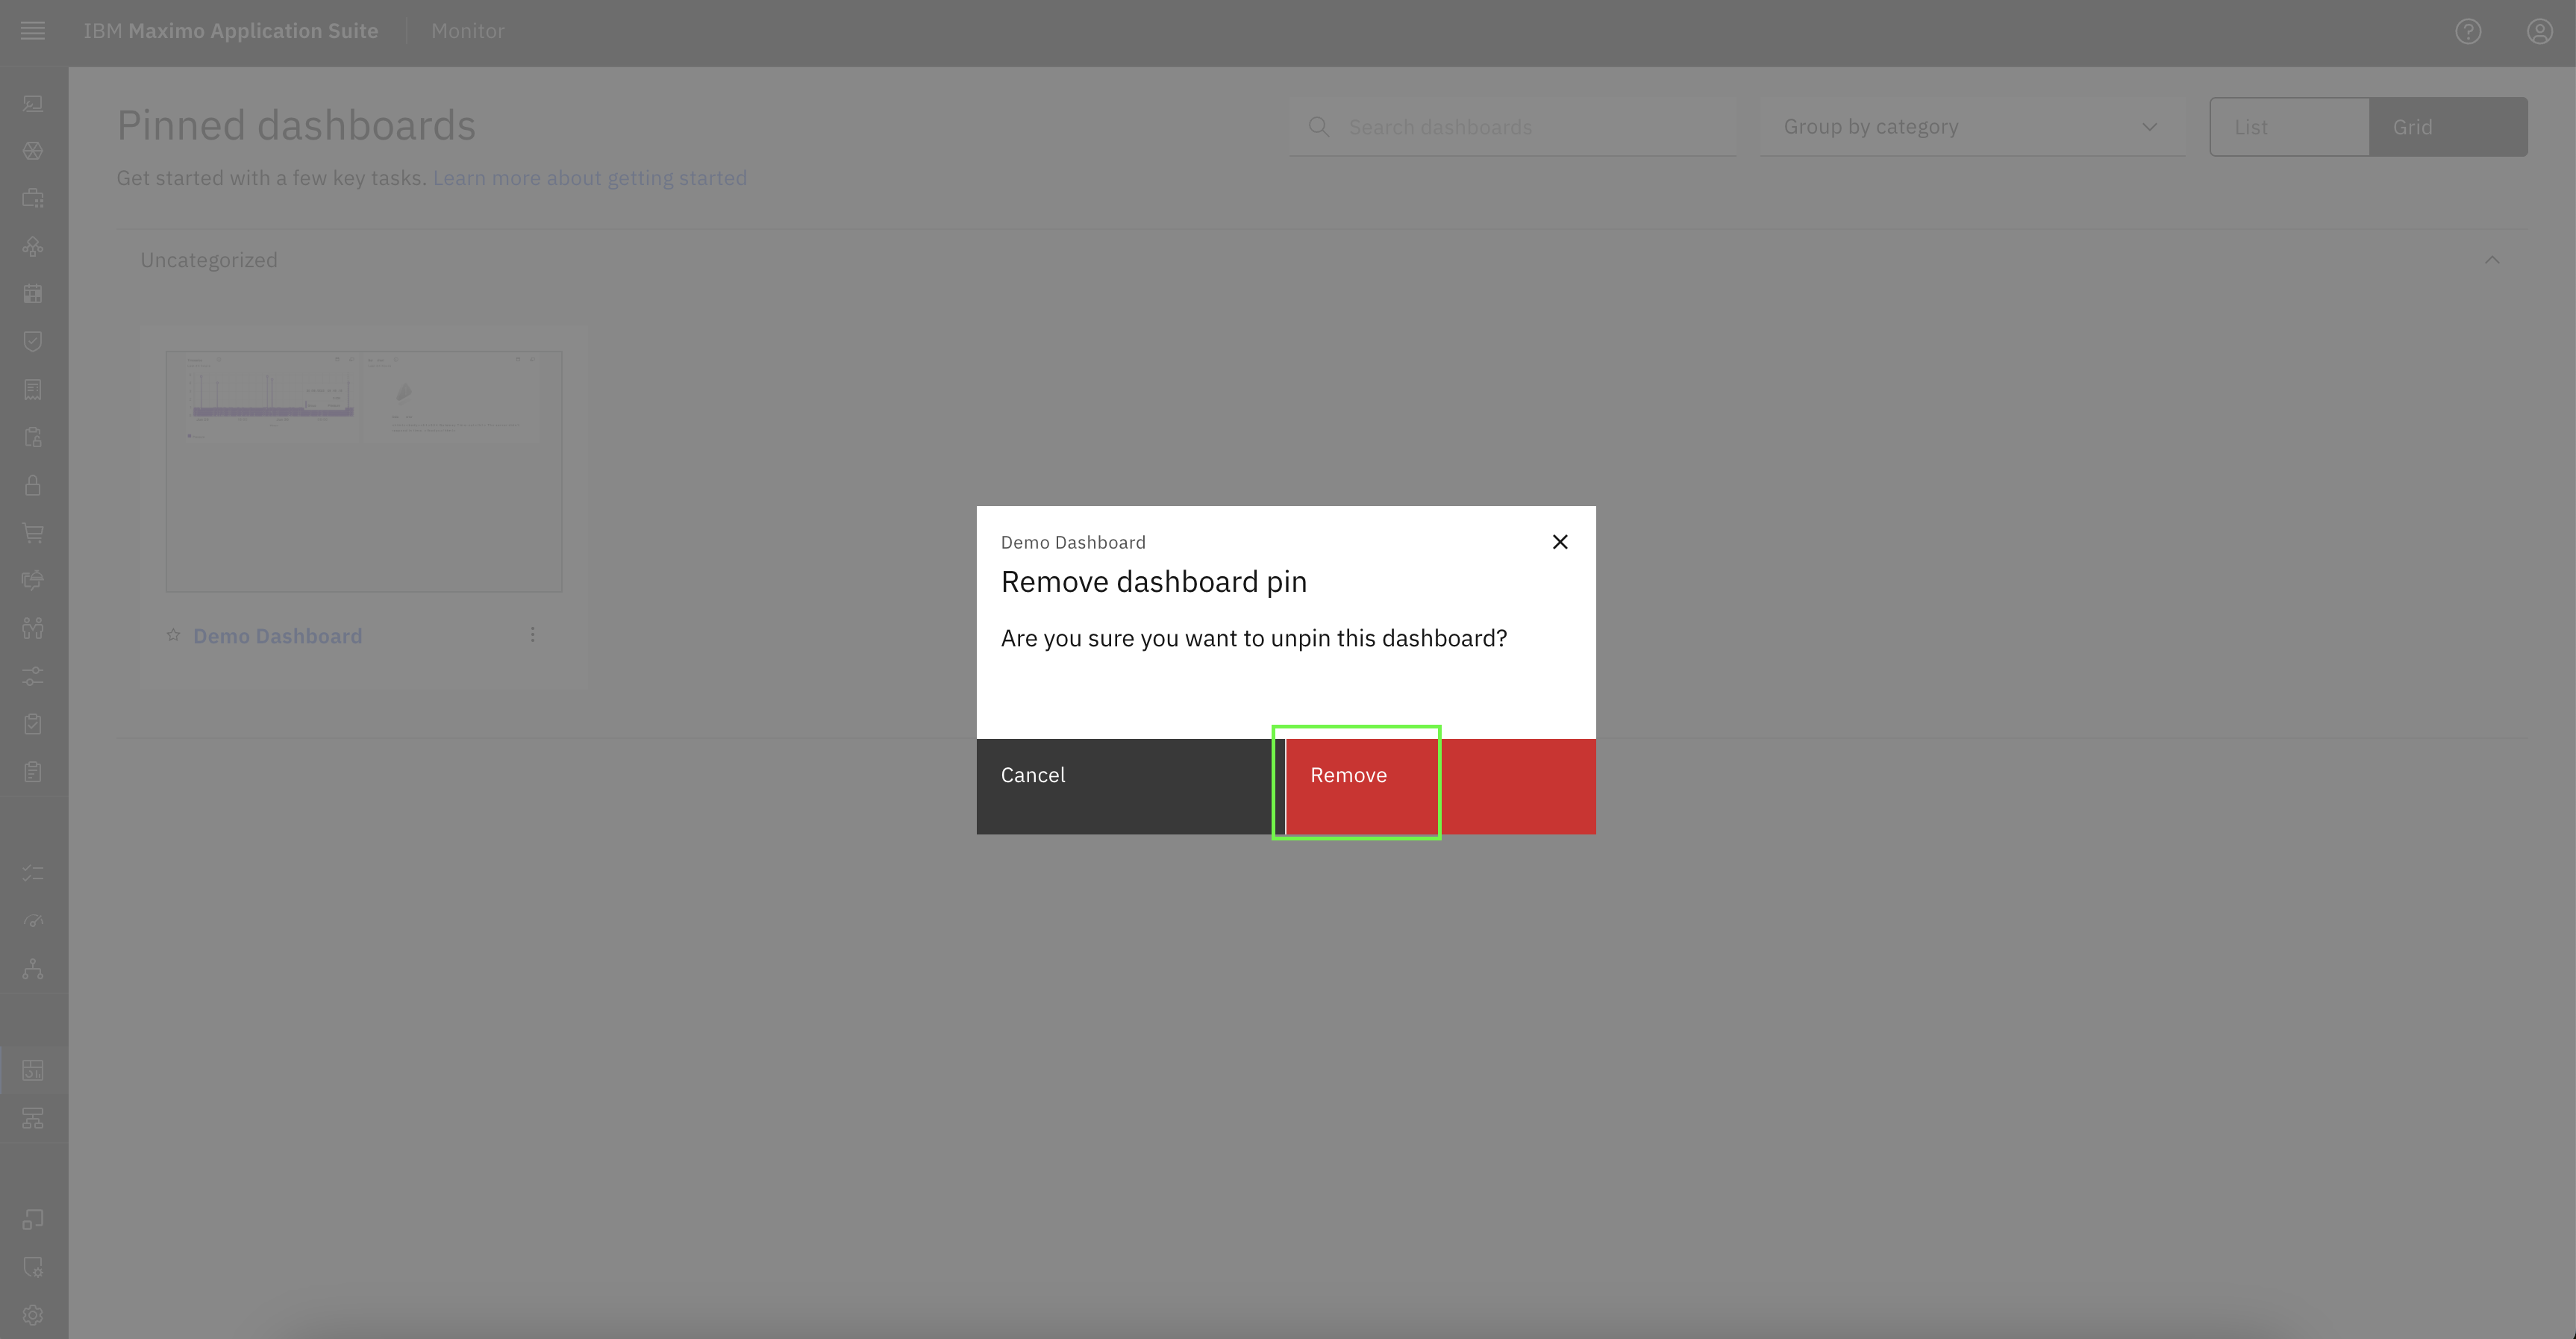 IBM Maximo Application Suite Monitor
Pinned dashboards
Search dashboards
Group by category
List
Grid
Get started with a few key tasks. Learn more about getting started
Uncategorized
Demo Dashboard
Demo Dashboard
Remove dashboard pin
Are you sure you want to unpin this dashboard?
Cancel
Remove